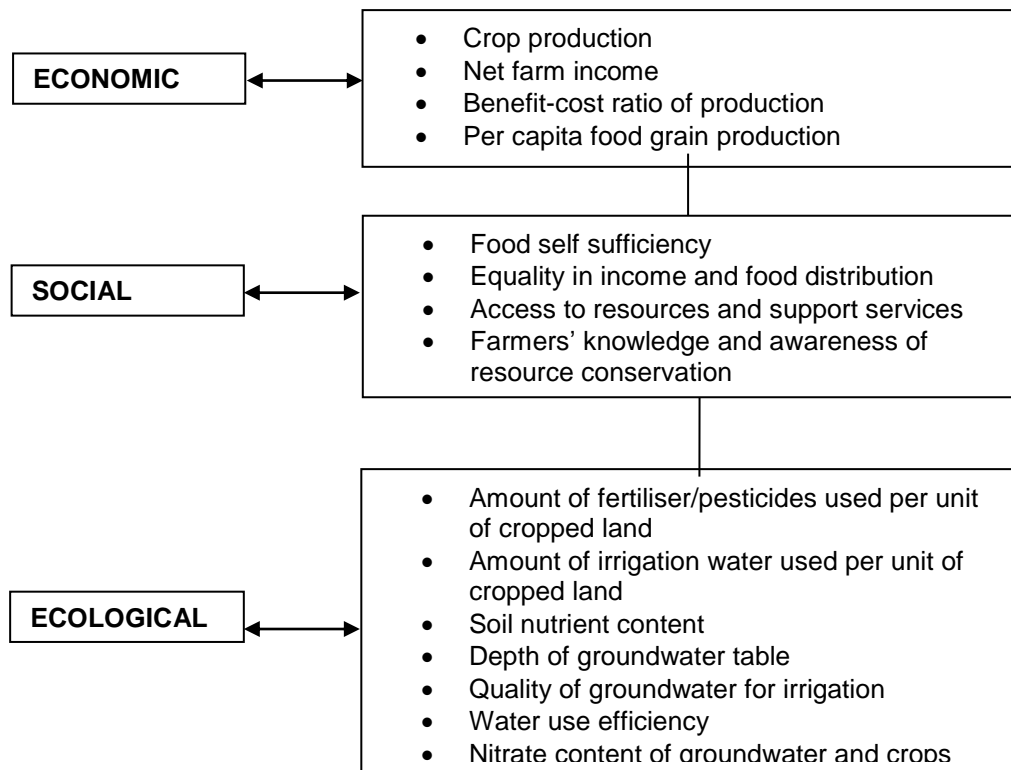 ECONOMIC
• Crop production
• Net farm income
• Benefit-cost ratio of production
• Per capita food grain production
SOCIAL
• Food self sufficiency
• Equality in income and food distribution
• Access to resources and support services
• Farmers' knowledge and awareness of
resource conservation
ECOLOGICAL
• Amount of fertiliser/pesticides used per unit
of cropped land
• Amount of irrigation water used per unit of
cropped land
• Soil nutrient content
• Depth of groundwater table
• Quality of groundwater for irrigation
• Water use efficiency
• Nitrate content of groundwater and crops